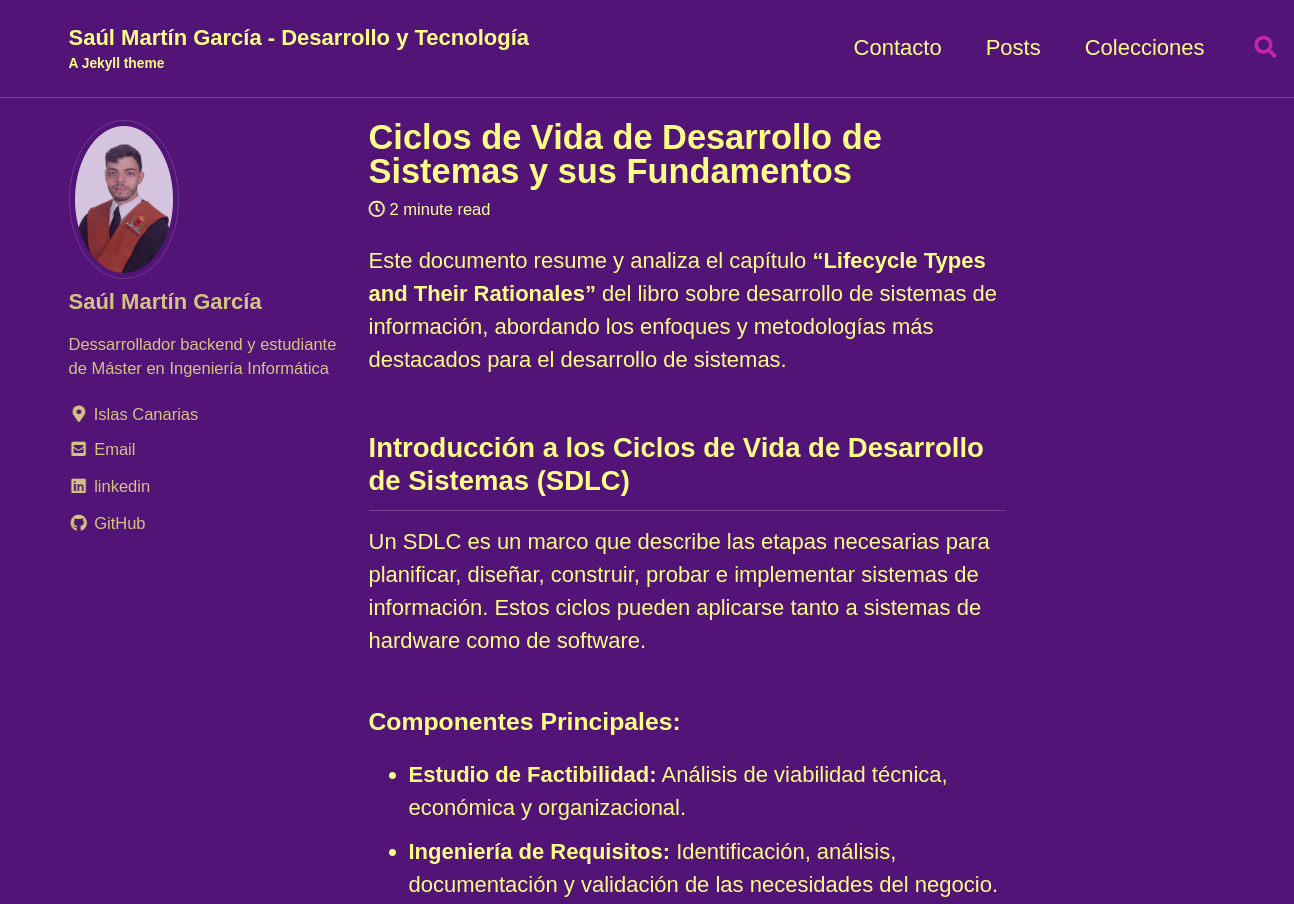 Saúl Martín García - Desarrollo y Tecnología
A Jekyll theme
Contacto Posts Colecciones
Saúl Martín García
Dessarrollador backend y estudiante
de Máster en Ingeniería Informática
Islas Canarias
Email
linkedin
GitHub
Ciclos de Vida de Desarrollo de
Sistemas y sus Fundamentos
2 minute read
Este documento resume y analiza el capítulo “Lifecycle Types
and Their Rationales” del libro sobre desarrollo de sistemas de
información, abordando los enfoques y metodologías más
destacados para el desarrollo de sistemas.
Introducción a los Ciclos de Vida de Desarrollo
de Sistemas (SDLC)
Un SDLC es un marco que describe las etapas necesarias para
planificar, diseñar, construir, probar e implementar sistemas de
información. Estos ciclos pueden aplicarse tanto a sistemas de
hardware como de software.
Componentes Principales:
• Estudio de Factibilidad: Análisis de viabilidad técnica,
económica y organizacional.
• Ingeniería de Requisitos: Identificación, análisis,
documentación y validación de las necesidades del negocio.